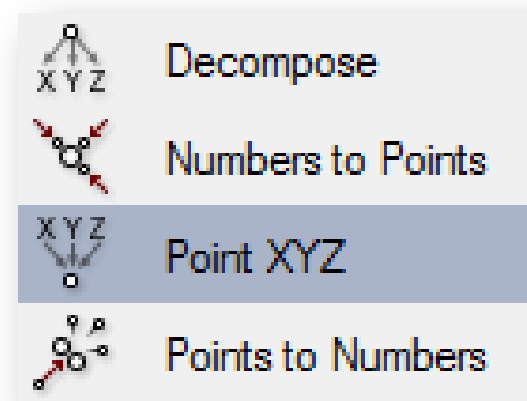 X Y Z Decompose
Numbers to Points
X Y Z Point XYZ
Points to Numbers